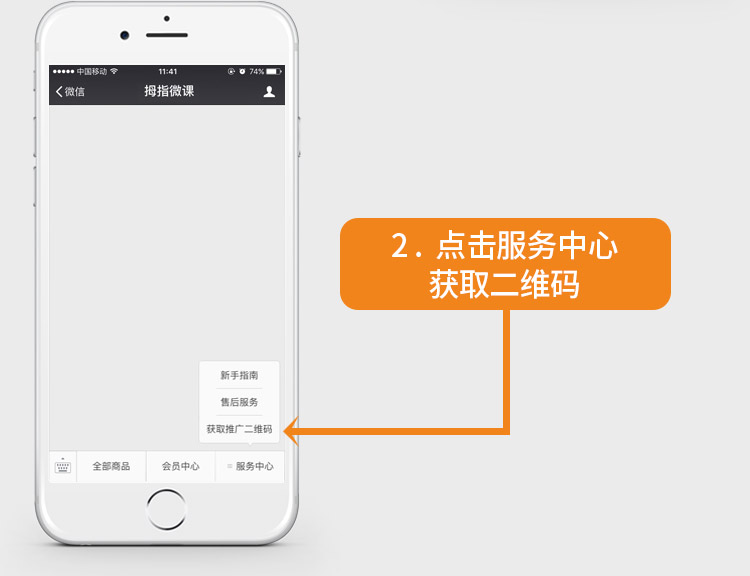 中国移动 11:41 74%
微信 拇指微课
2. 点击服务中心
获取二维码
新手指南
售后服务
获取推广二维码
全部商品 会员中心 服务中心